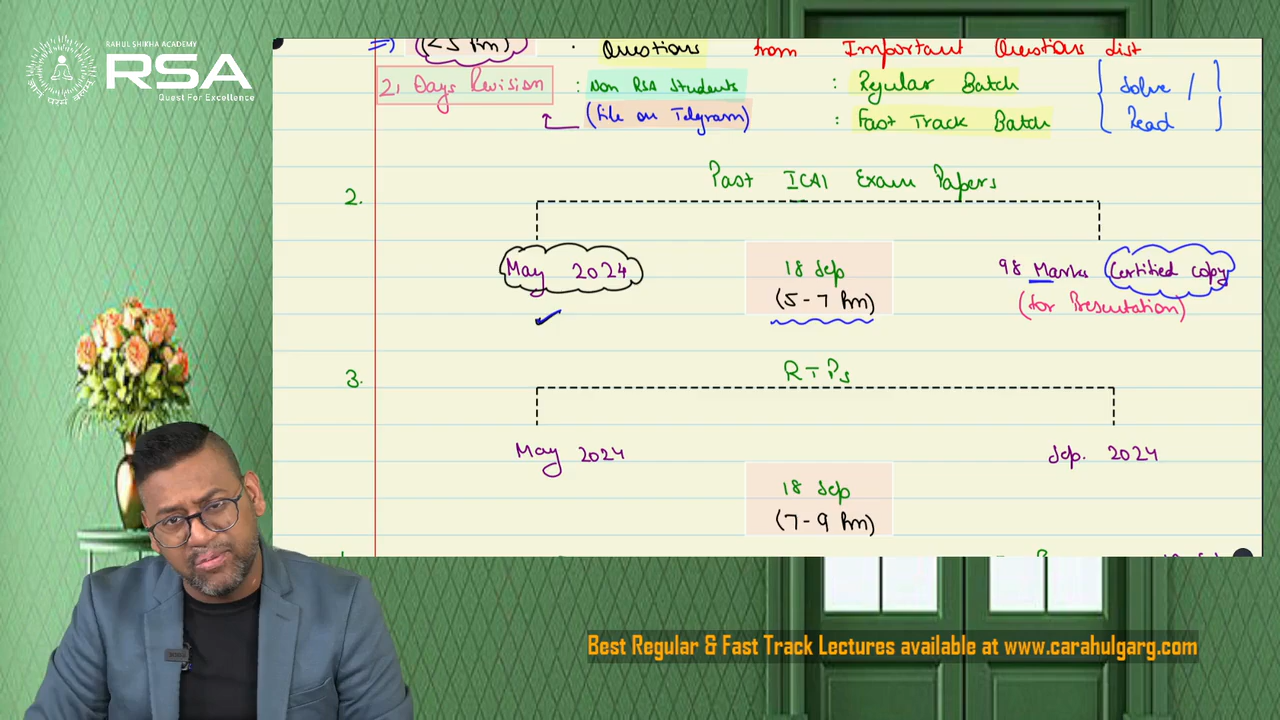 RAHUL SHIKHA ACADEMY
RSA
Quest For Excellence
=> (<5 Pm) . Questions from Important Questions list
21 Days Revision : Non RSA Students : Regular Batch { Solve / }
(File on Telegram) : Fast Track Batch Read
2. Past ICAI Exam Papers
May 2024 18 Sep 98 Marks Certified copy
(5-7 Pm) (for Presentation)
3. RTPs
May 2024 Sep. 2024
18 Sep
(7-9 Pm)
Best Regular & Fast Track Lectures available at www.carahulgarg.com